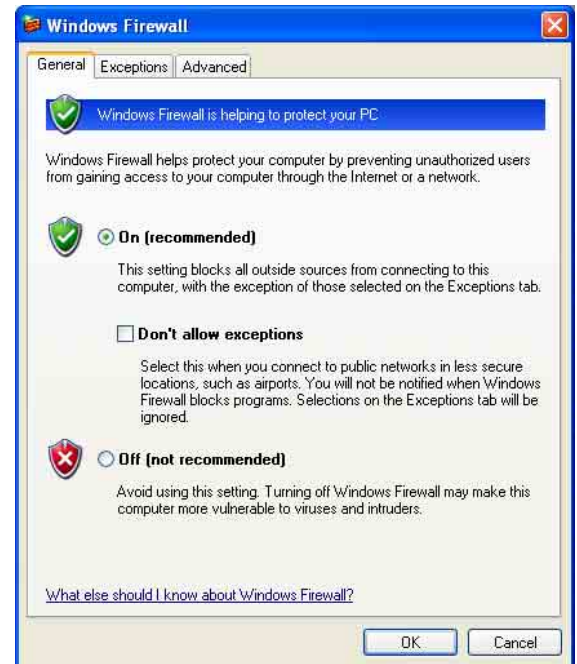 Windows Firewall
General Exceptions Advanced
Windows Firewall is helping to protect your PC
Windows Firewall helps protect your computer by preventing unauthorized users
from gaining access to your computer through the Internet or a network.
On (recommended)
This setting blocks all outside sources from connecting to this
computer, with the exception of those selected on the Exceptions tab.
Don't allow exceptions
Select this when you connect to public networks in less secure
locations, such as airports. You will not be notified when Windows
Firewall blocks programs. Selections on the Exceptions tab will be
ignored.
Off (not recommended)
Avoid using this setting. Turning off Windows Firewall may make this
computer more vulnerable to viruses and intruders.
What else should I know about Windows Firewall?
OK Cancel